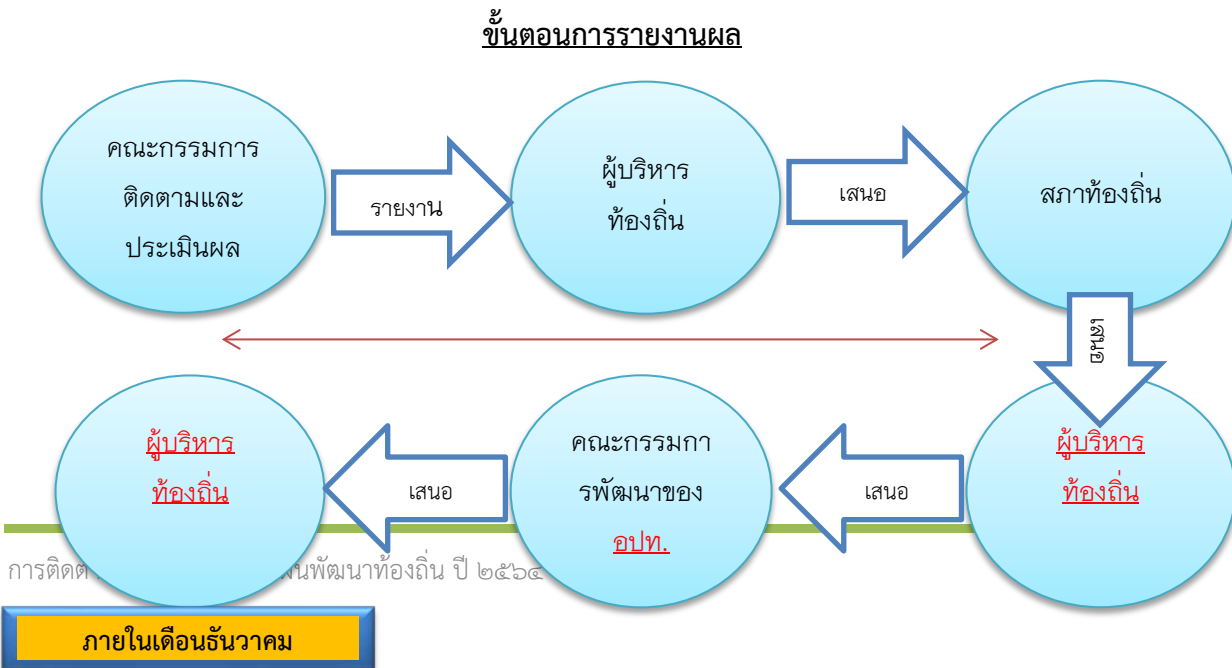 ขั้นตอนการรายงานผล
คณะกรรมการ
ติดตามและ
ประเมินผล
รายงาน
ผู้บริหาร
ท้องถิ่น
เสนอ
สภาท้องถิ่น
เสนอ
ผู้บริหาร
ท้องถิ่น
เสนอ
คณะกรรมกา
รพัฒนาของ
อปท.
เสนอ
ผู้บริหาร
ท้องถิ่น
การติดต
นพัฒนาท้องถิ่น ปี ๒๕๖๔
ภายในเดือนธันวาคม